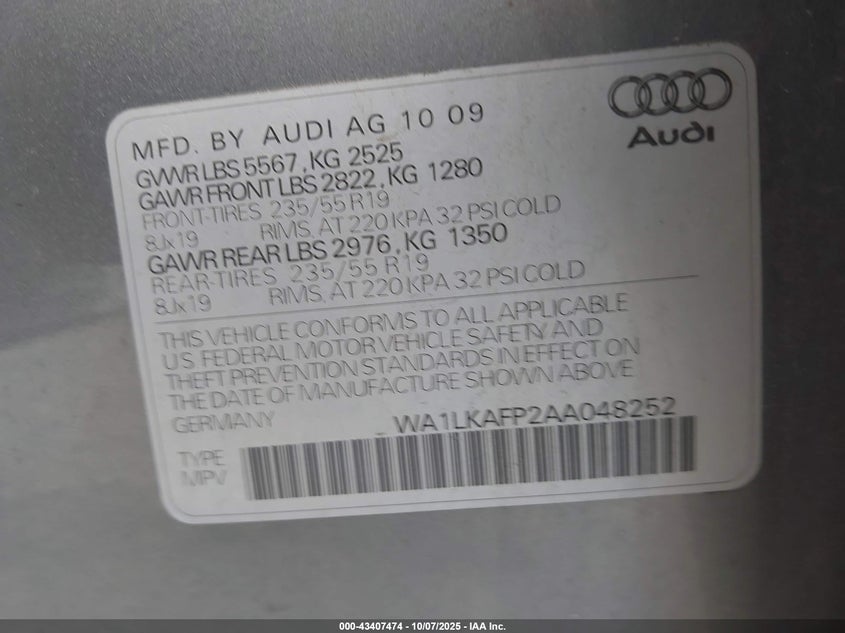 MFD. BY AUDI AG 10 09
Audi
GVWR LBS 5567, KG 2525
GAWR FRONT LBS 2822, KG 1280
FRONT-TIRES 235/55 R19
8Jx19 RIMS, AT 220 KPA 32 PSI COLD
GAWR REAR LBS 2976, KG 1350
REAR-TIRES 235/55 R19
8Jx19 RIMS, AT 220 KPA 32 PSI COLD
THIS VEHICLE CONFORMS TO ALL APPLICABLE
U.S. FEDERAL MOTOR VEHICLE SAFETY AND
THEFT PREVENTION STANDARDS IN EFFECT ON
THE DATE OF MANUFACTURE SHOWN ABOVE
GERMANY WA1LKAFP2AA048252
TYPE
MPV
000-43407474 - 10/07/2025 - IAA Inc.